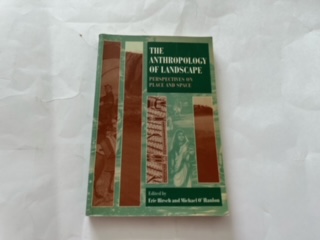 THE
ANTHROPOLOGY
OF LANDSCAPE
PERSPECTIVES ON
PLACE AND SPACE
Edited by
Eric Hirsch and Michael O'Hanlon